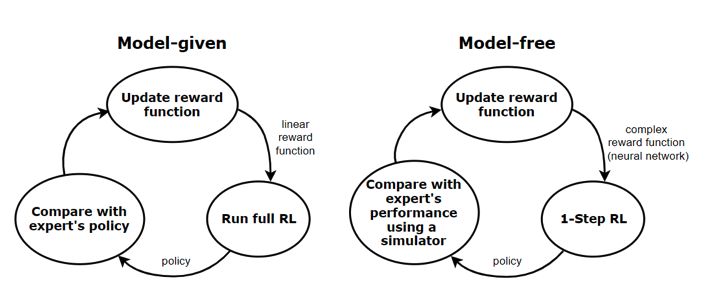 Model-given
Update reward
function
linear
reward
function
Compare with
expert's policy
Run full RL
policy
Model-free
Update reward
function
complex
reward function
(neural network)
Compare with
expert's
performance
using a
simulator
1-Step RL
policy